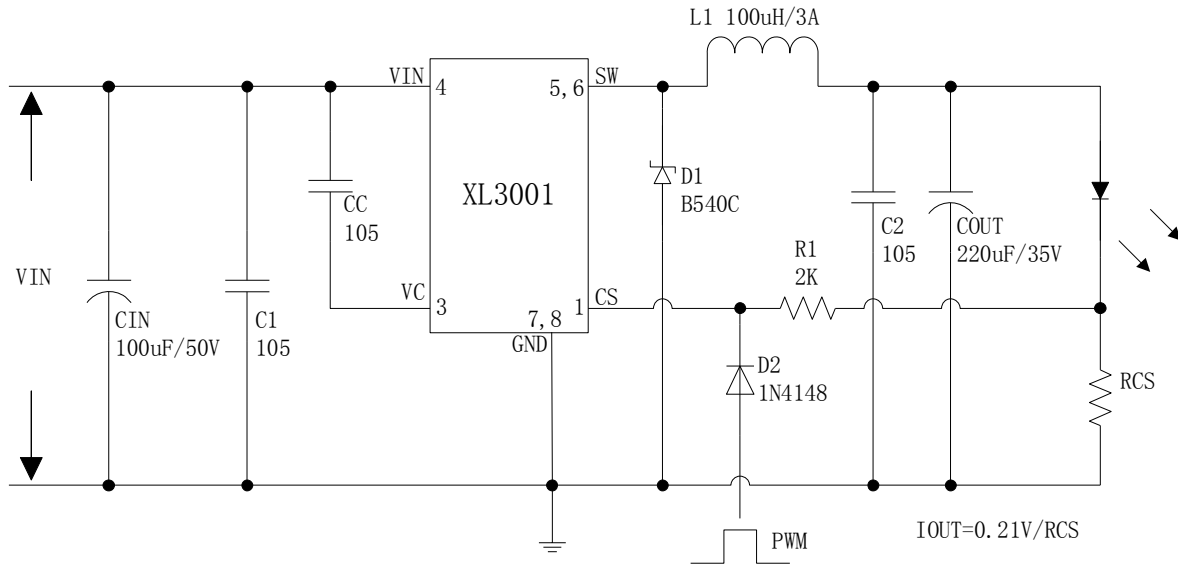 L1 100uH/3A
VIN
4
5,6
SW
XL3001
CC
105
D1
B540C
C2
105
COUT
220uF/35V
R1
2K
VIN
VC
3
1
CS
7,8
GND
CIN
100uF/50V
C1
105
D2
1N4148
RCS
PWM
IOUT=0.21V/RCS